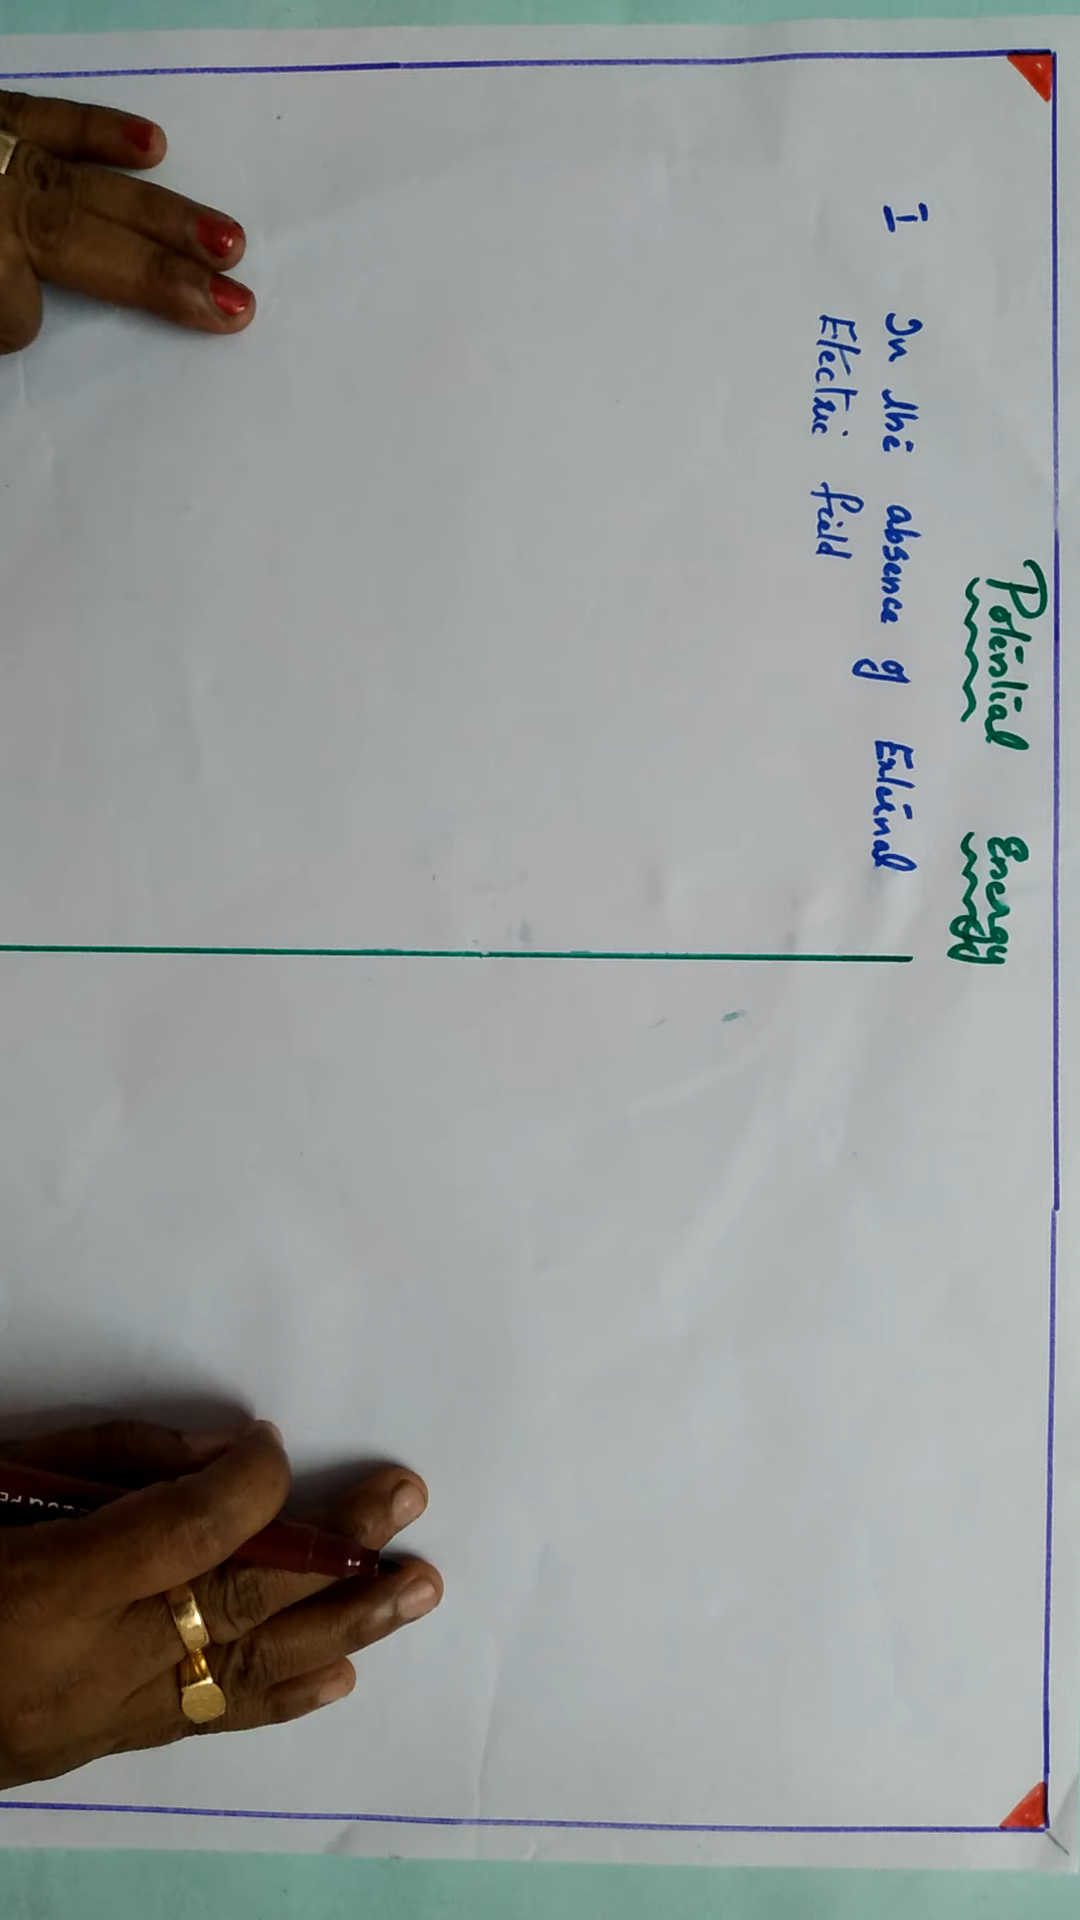 Potential Energy
I In the absence of External
Electric field